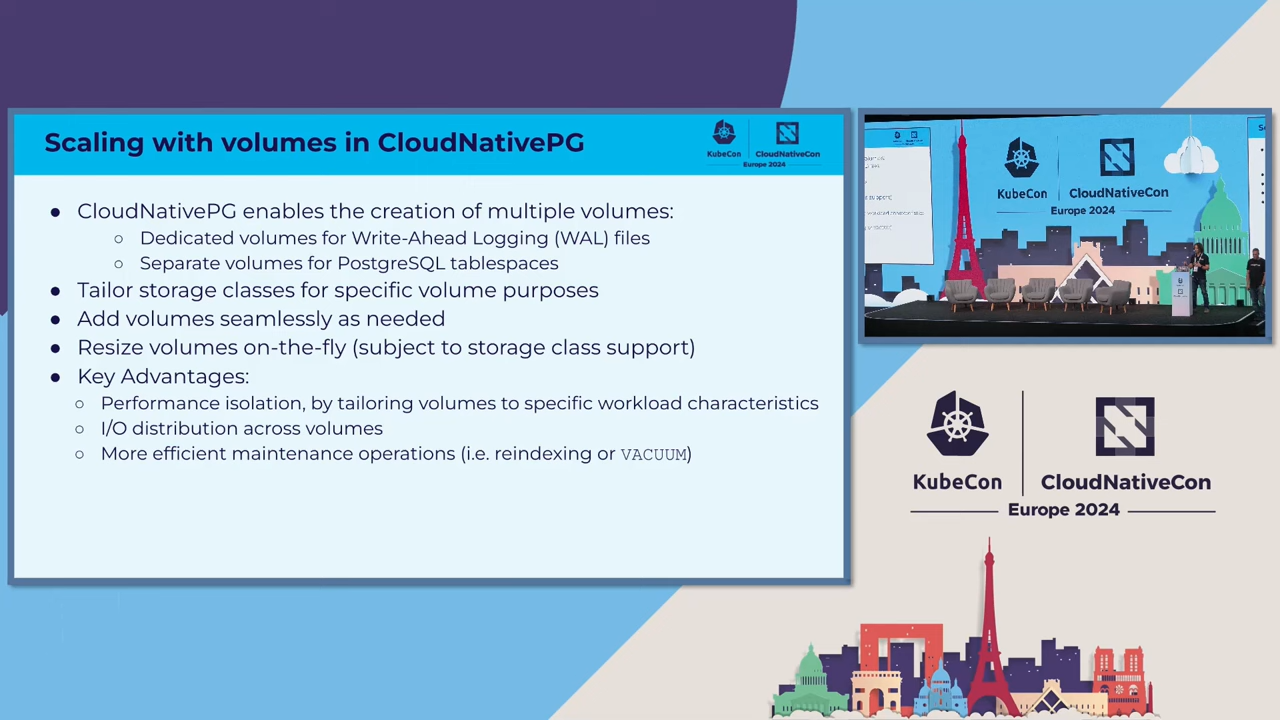 Scaling with volumes in CloudNativePG
KubeCon
CloudNativeCon
Europe 2024
● CloudNativePG enables the creation of multiple volumes:
○ Dedicated volumes for Write-Ahead Logging (WAL) files
○ Separate volumes for PostgreSQL tablespaces
● Tailor storage classes for specific volume purposes
● Add volumes seamlessly as needed
● Resize volumes on-the-fly (subject to storage class support)
● Key Advantages:
○ Performance isolation, by tailoring volumes to specific workload characteristics
○ I/O distribution across volumes
○ More efficient maintenance operations (i.e. reindexing or VACUUM)
KubeCon
CloudNativeCon
Europe 2024
KubeCon
CloudNativeCon
Europe 2024